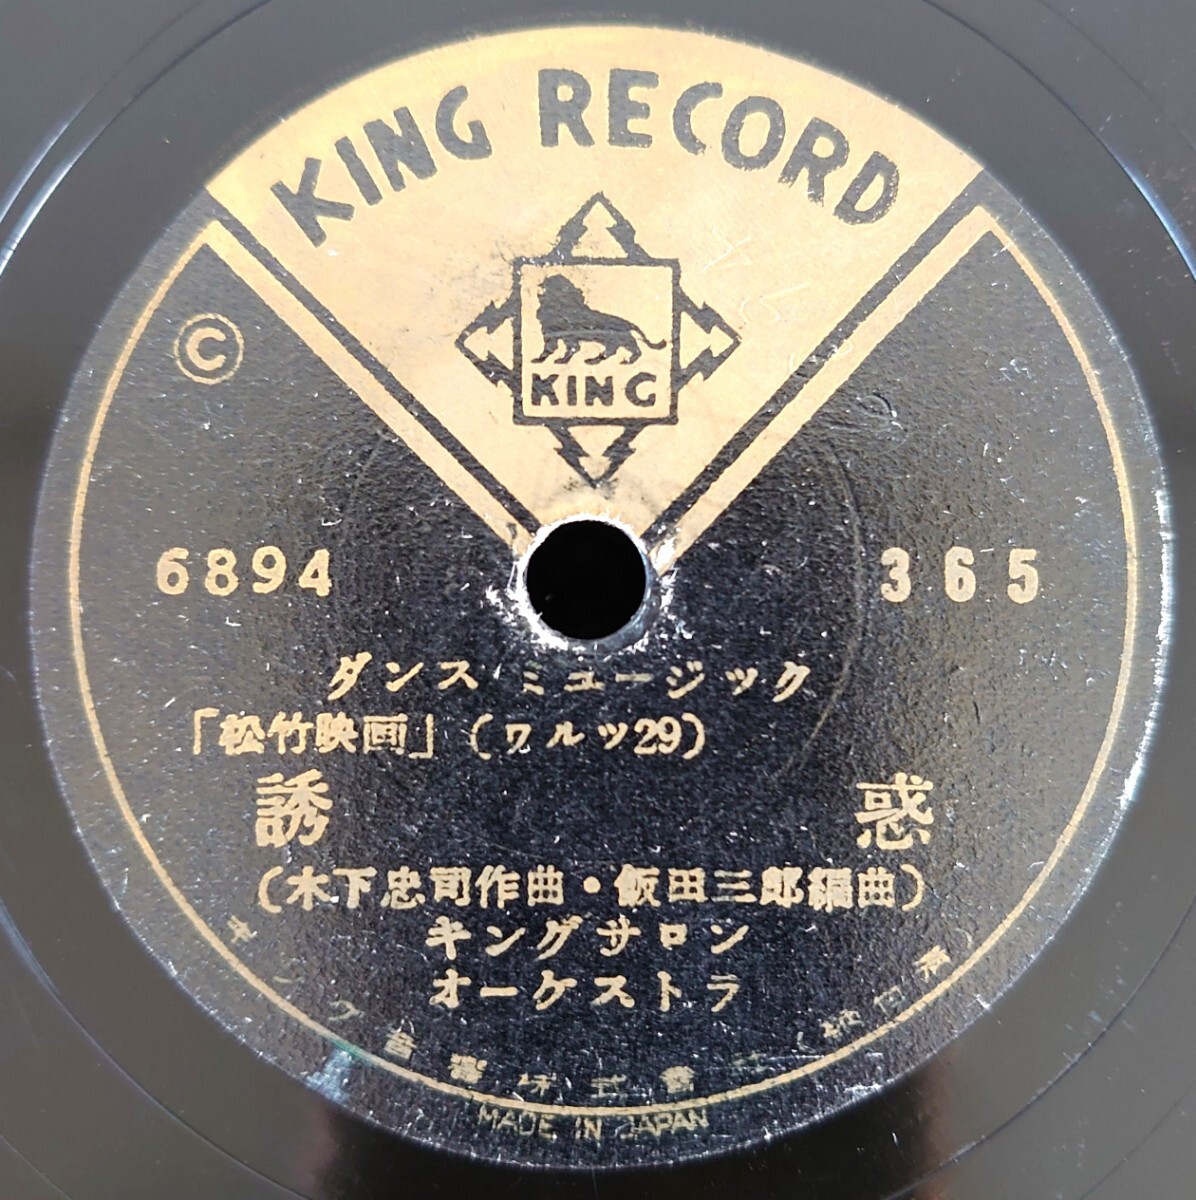 KING RECORD
KING
©
6894
365
ダンス ミュージック
「松竹映画」(ワルツ29)
誘惑
(木下忠司作曲・飯田三郎編曲)
キングサロン
オーケストラ
MADE IN JAPAN